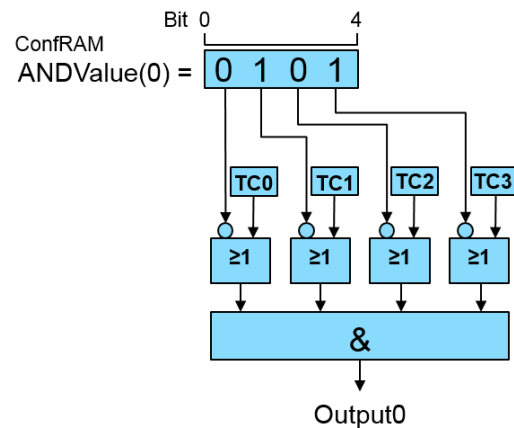 Bit 0 4
ConfRAM
ANDValue(0) = 0 1 0 1
TC0 TC1 TC2 TC3
≥1 ≥1 ≥1 ≥1
&
Output0